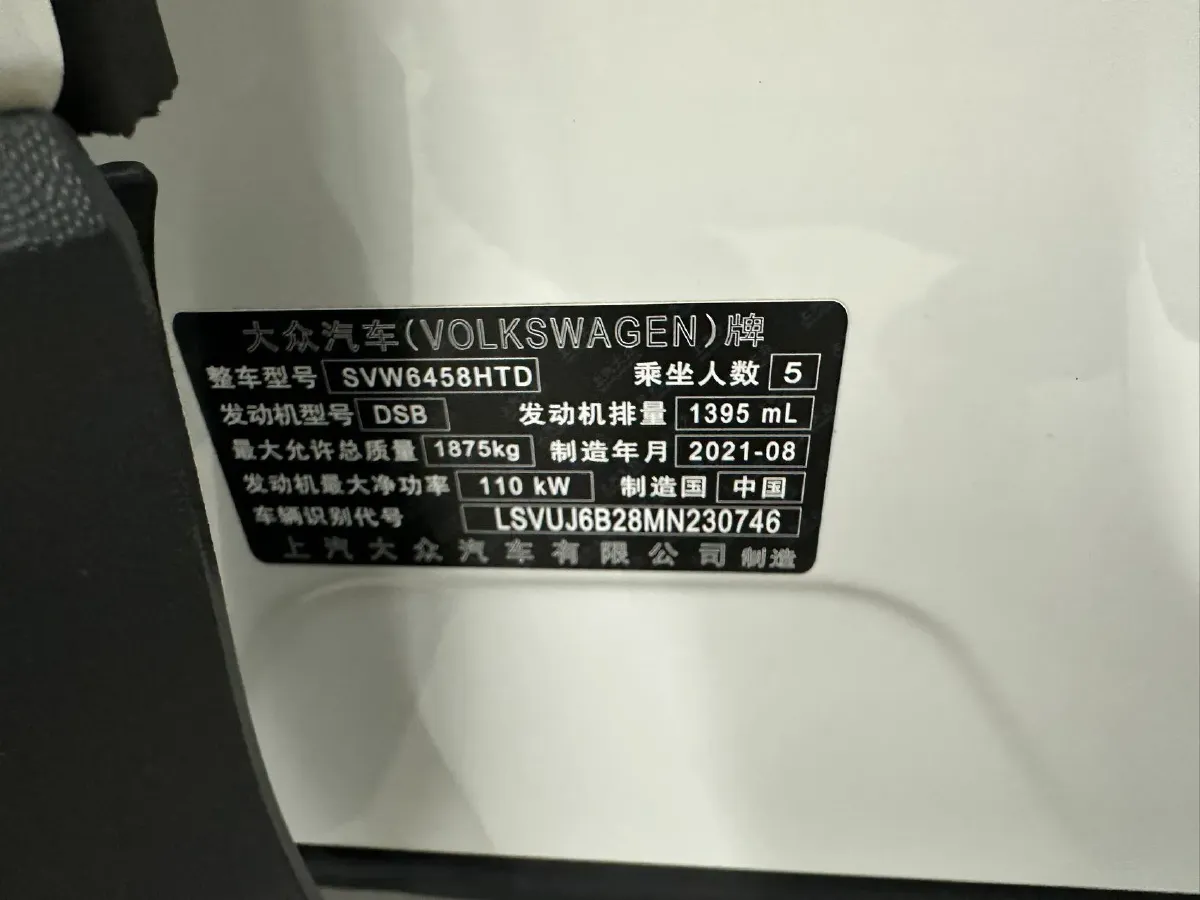 大众汽车(VOLKSWAGEN)牌
整车型号 SVW6458HTD 乘坐人数 5
发动机型号 DSB 发动机排量 1395 mL
最大允许总质量 1875kg 制造年月 2021-08
发动机最大净功率 110 kW 制造国 中国
车辆识别代号 LSVUJ6B28MN230746
上汽大众汽车有限公司 制造